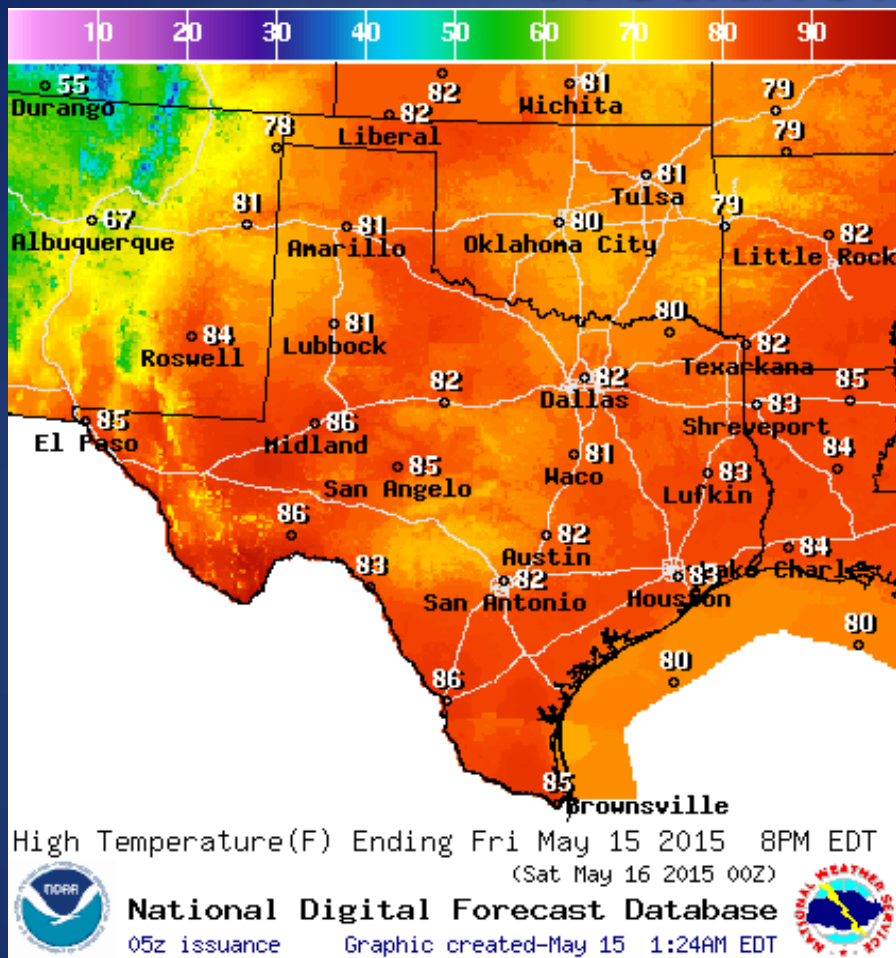 10 20 30 40 50 60 70 80 90
55
Durango
82
82
Liberal
81
Wichita
79
79
78
81
Tulsa
67
Albuquerque
81
81
Amarillo
80
Oklahoma City
79
82
Little Rock
84
Roswell
81
Lubbock
80
82
Texarkana
82
82
Dallas
83
Shreveport
85
85
El Paso
86
Midland
85
San Angelo
81
Waco
83
Lufkin
84
86
83
82
Austin
82
San Antonio
83
Houston
84
Lake Charles
80
80
86
85
Brownsville
High Temperature(F) Ending Fri May 15 2015 8PM EDT
(Sat May 16 2015 00Z)
NOAA
National Digital Forecast Database
05z issuance Graphic created-May 15 1:24AM EDT
NATIONAL WEATHER SERVICE